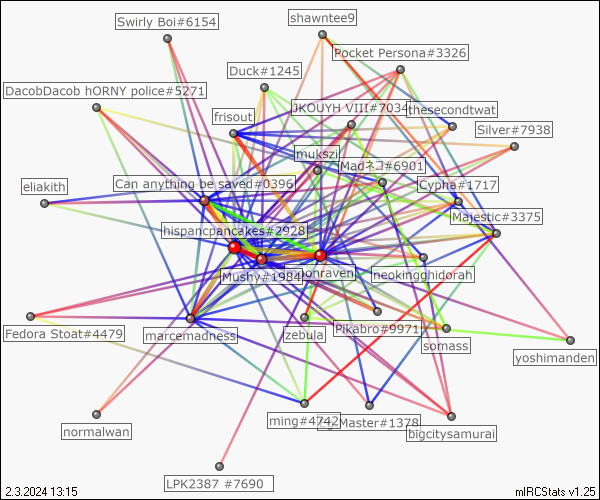 shawntee9
Swirly Boi#6154
Pocket Persona#3326
Duck#1245
DacobDacob hORNY police#5271
JKOUYH VIII#7034
thesecondtwat
frisout
Silver#7938
mukszi
Madネコ#6901
Can anything be saved#0396
Cypha#1717
eliakith
Majestic#3375
hispancpancakes#2928
Mushy#1984
onraven
neokingghidorah
Fedora Stoat#4479
marcemadness
zebula
Pikabro#9971
somass
yoshimanden
ming#4742
Master#1378
normalwan
bigcitysamurai
LPK2387 #7690
2.3.2024 13:15
mIRCStats v1.25